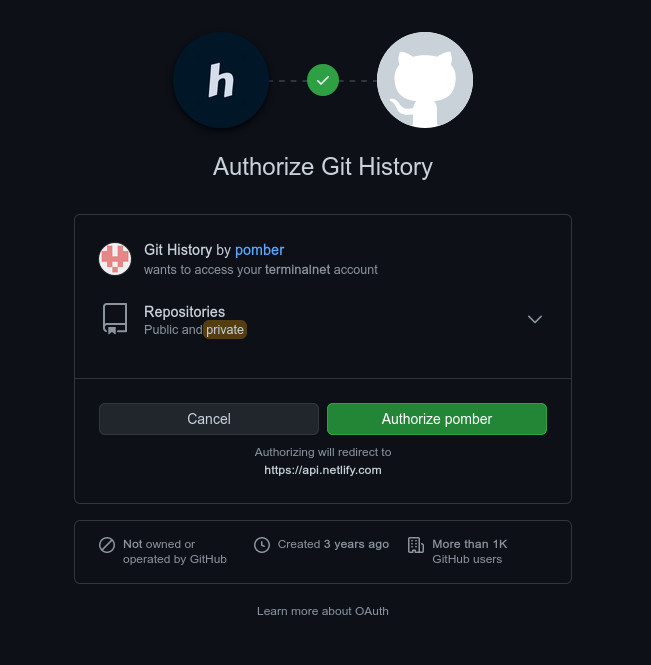 h
Authorize Git History
Git History by pomber
wants to access your terminalnet account
Repositories
Public and private
Cancel
Authorize pomber
Authorizing will redirect to
https://api.netlify.com
Not owned or
operated by GitHub
Created 3 years ago
More than 1K
GitHub users
Learn more about OAuth